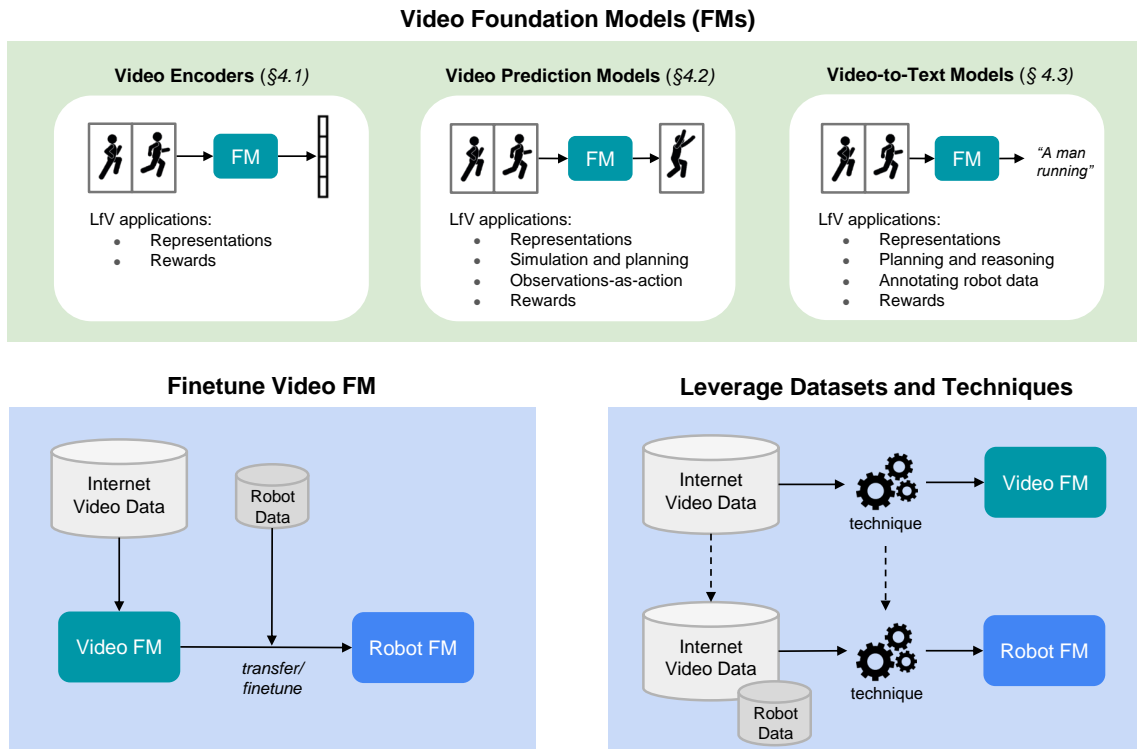 Video Foundation Models (FMs)
Video Encoders (§4.1)
FM
LfV applications:
• Representations
• Rewards
Video Prediction Models (§4.2)
FM
LfV applications:
• Representations
• Simulation and planning
• Observations-as-action
• Rewards
Video-to-Text Models (§ 4.3)
FM
“A man
running”
LfV applications:
• Representations
• Planning and reasoning
• Annotating robot data
• Rewards
Finetune Video FM
Internet
Video Data
Robot
Data
Video FM
transfer/
finetune
Robot FM
Leverage Datasets and Techniques
Internet
Video Data
technique
Video FM
Internet
Video Data
Robot
Data
technique
Robot FM